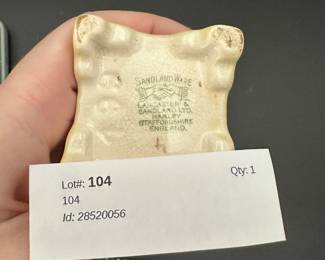 SANDLAND WARE
LANCASTER &
SANDLAND LTD.
HANLEY
STAFFORDSHIRE
ENGLAND.
Lot#: 104
Qty: 1
104
Id: 28520056